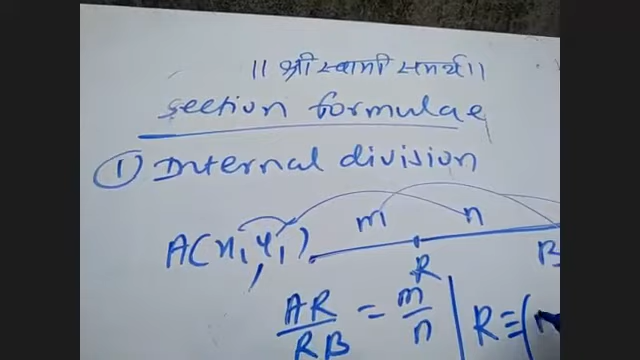 ॥ श्री स्वामी समर्थ ॥
section formulae
① Internal division
m n
A(x₁, y₁) R B
AR/RB = m/n | R ≡ (m